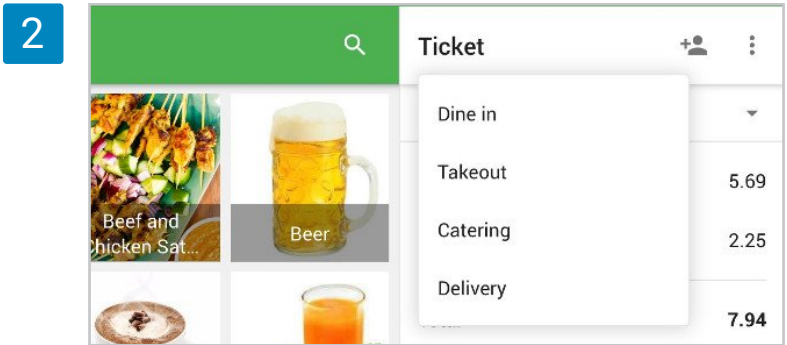 2
Ticket
Dine in
Takeout
5.69
Beef and
Chicken Sat...
Beer
Catering
2.25
Delivery
7.94